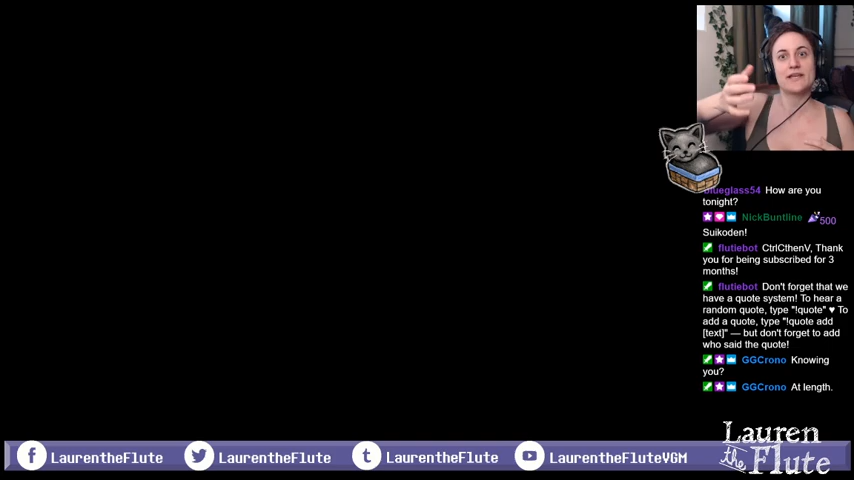 blueglass54 How are you
tonight?
NickBuntline 500
Suikoden!
flutiebot CtrlCthenV, Thank
you for being subscribed for 3
months!
flutiebot Don't forget that we
have a quote system! To hear a
random quote, type "!quote" ♥ To
add a quote, type "!quote add
[text]" — but don't forget to add
who said the quote!
GGCrono Knowing
you?
GGCrono At length.
LaurentheFlute LaurentheFlute LaurentheFlute LaurentheFluteVGM
Lauren
the Flute